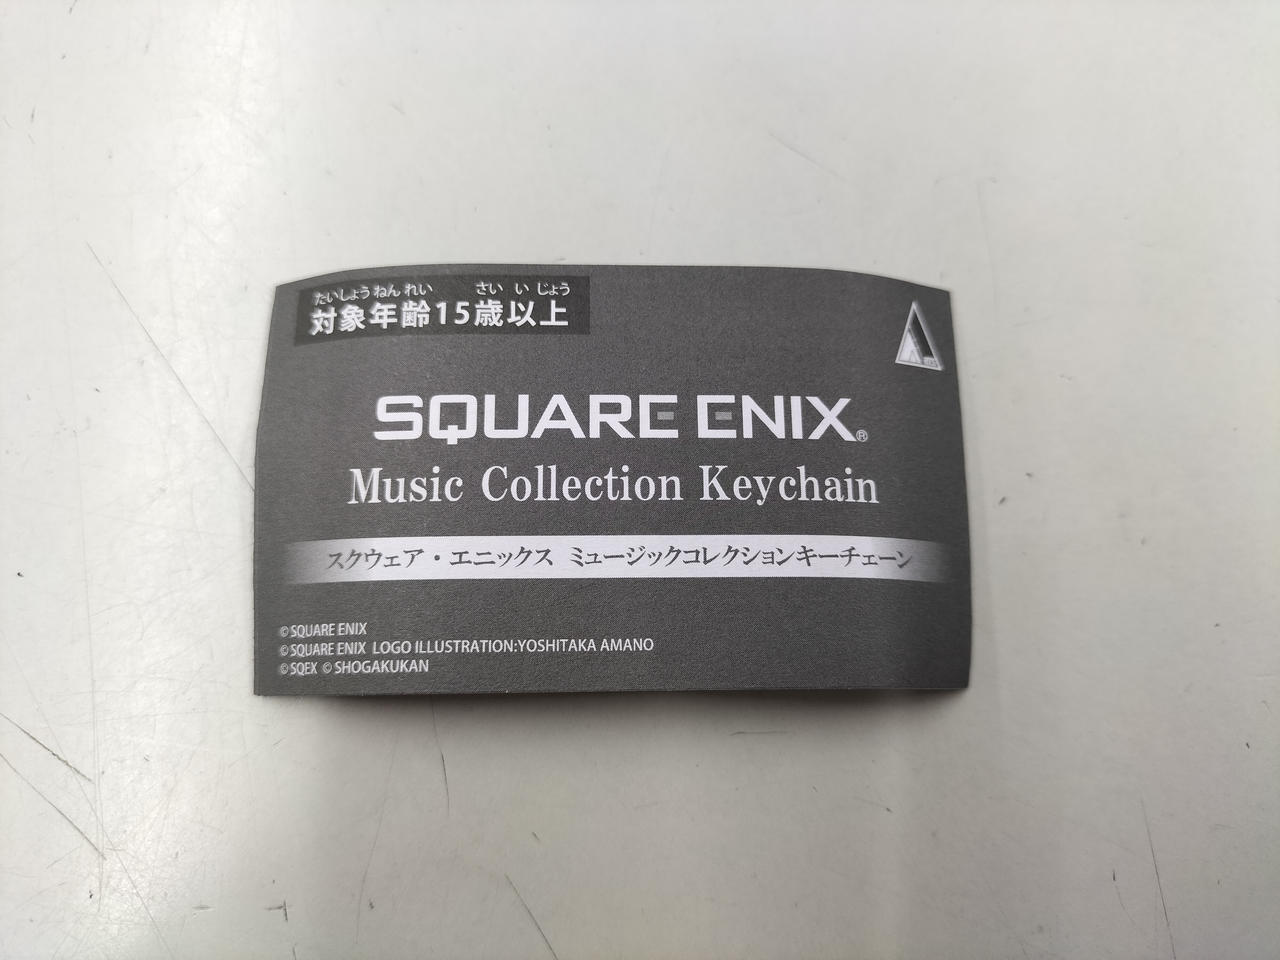 たいしょう ねん れい さい い じょう
対象年齢15歳以上
SQUARE ENIX®
Music Collection Keychain
スクウェア・エニックス ミュージックコレクションキーチェーン
©SQUARE ENIX
©SQUARE ENIX LOGO ILLUSTRATION:YOSHITAKA AMANO
©SQEX ©SHOGAKUKAN